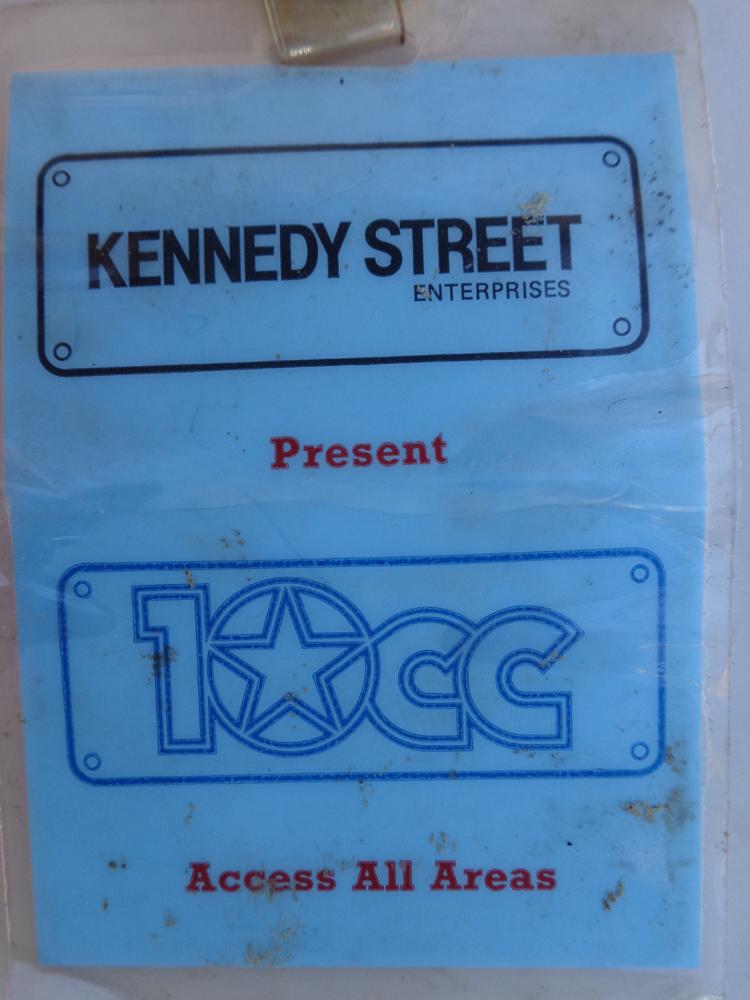 KENNEDY STREET
ENTERPRISES
Present
10cc
Access All Areas